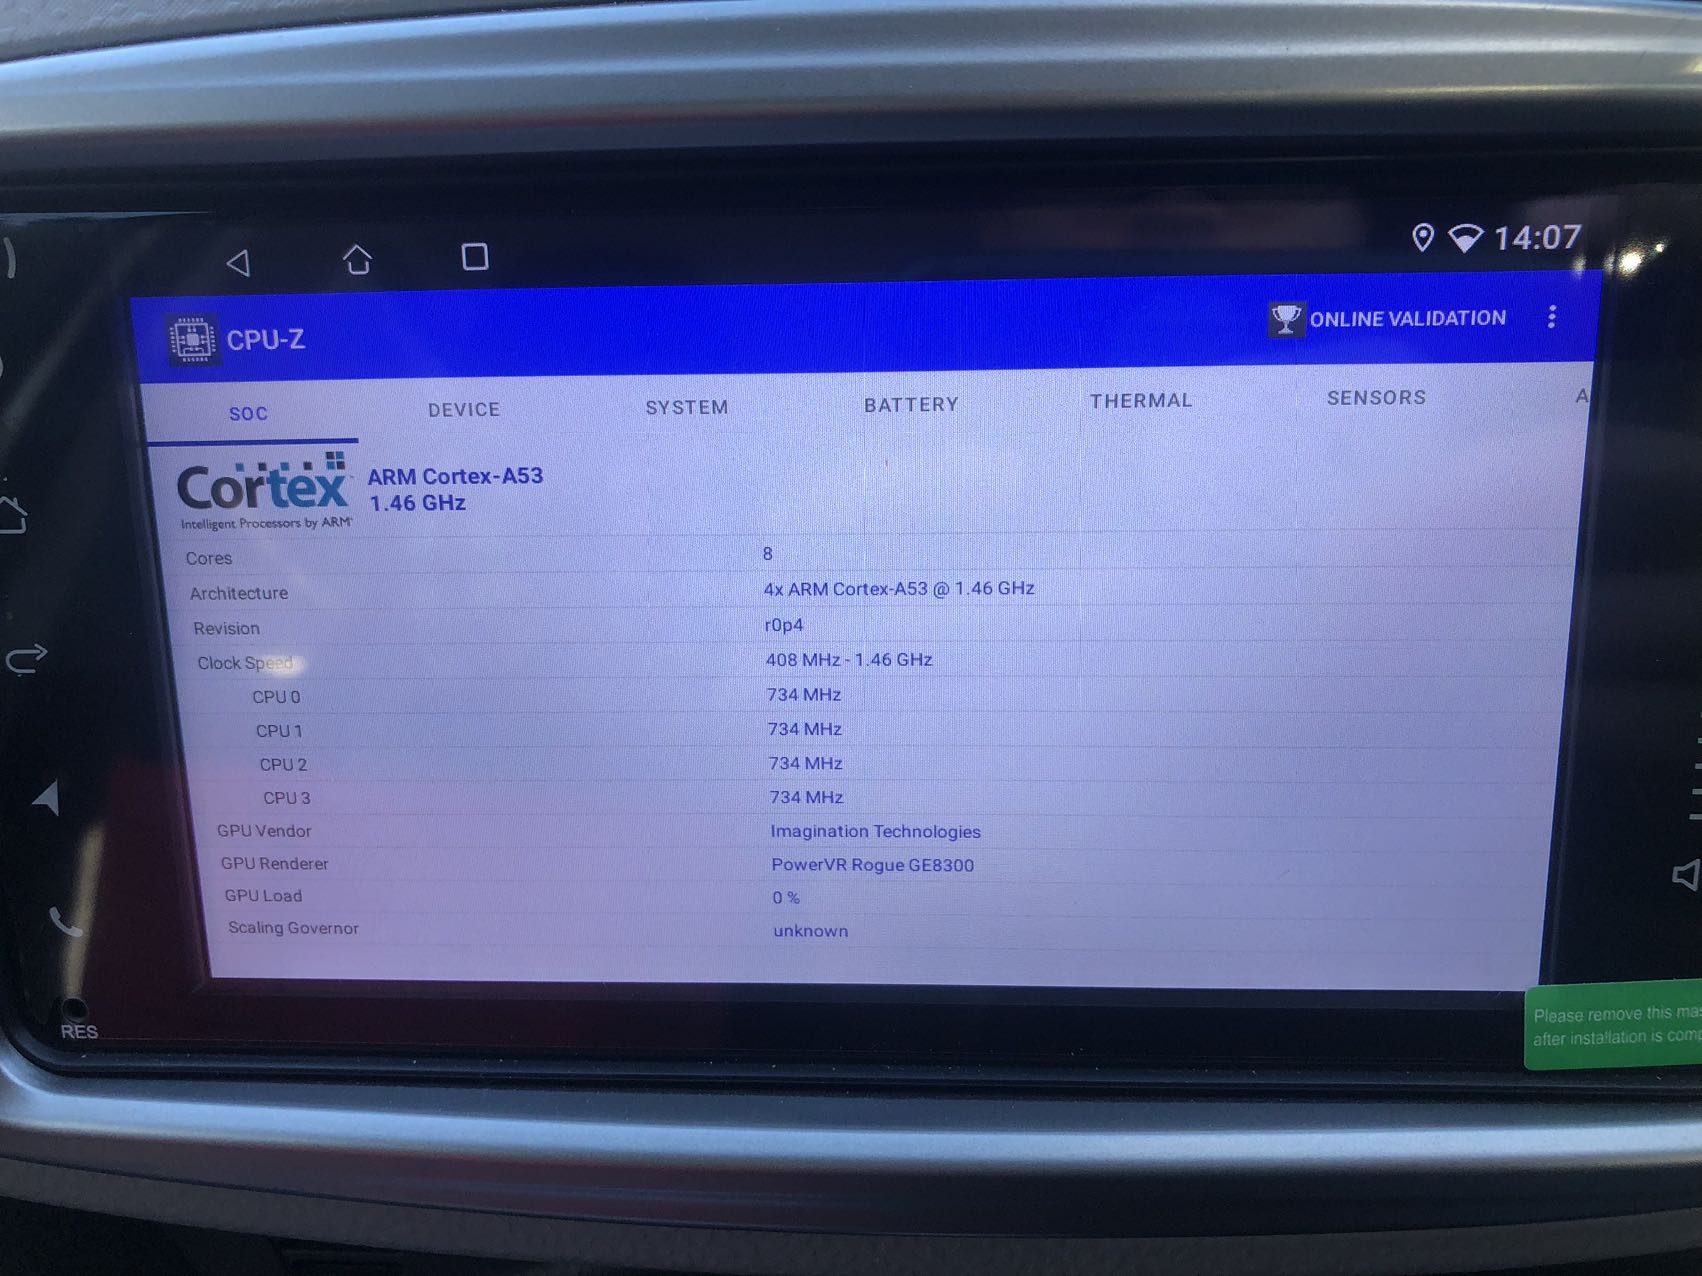 14:07
CPU-Z
ONLINE VALIDATION
SOC DEVICE SYSTEM BATTERY THERMAL SENSORS A
Cortex
Intelligent Processors by ARM
ARM Cortex-A53
1.46 GHz
Cores 8
Architecture 4x ARM Cortex-A53 @ 1.46 GHz
Revision r0p4
Clock Speed 408 MHz - 1.46 GHz
CPU 0 734 MHz
CPU 1 734 MHz
CPU 2 734 MHz
CPU 3 734 MHz
GPU Vendor Imagination Technologies
GPU Renderer PowerVR Rogue GE8300
GPU Load 0 %
Scaling Governor unknown
RES
Please remove this
after installation is